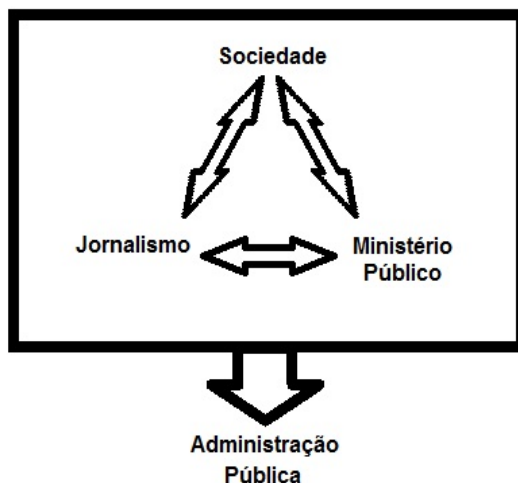 Sociedade
Jornalismo
Ministério
Público
Administração
Pública